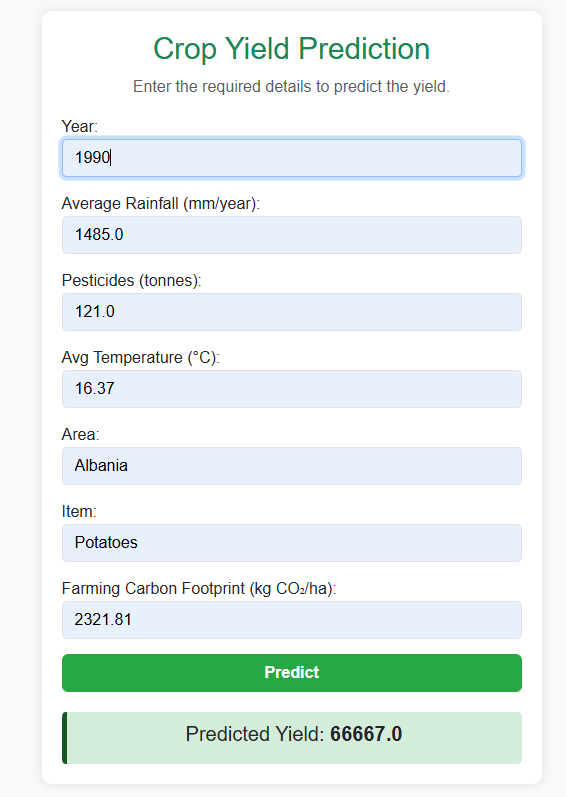 Crop Yield Prediction
Enter the required details to predict the yield.
Year:
1990
Average Rainfall (mm/year):
1485.0
Pesticides (tonnes):
121.0
Avg Temperature (°C):
16.37
Area:
Albania
Item:
Potatoes
Farming Carbon Footprint (kg CO₂/ha):
2321.81
Predict
Predicted Yield: 66667.0